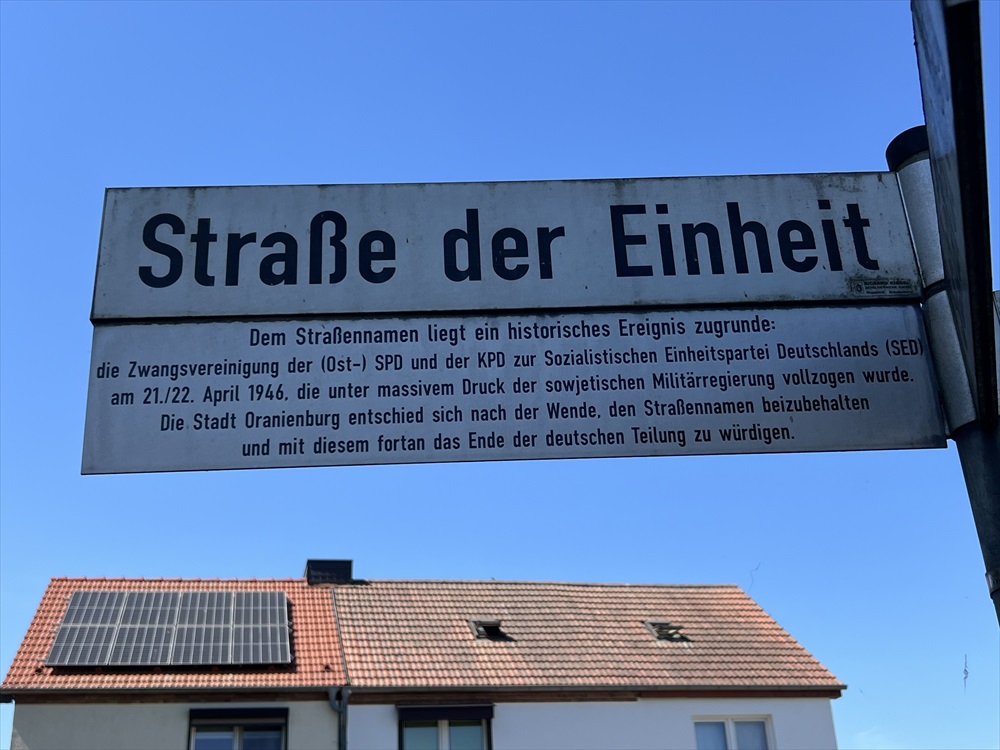 Straße der Einheit
Dem Straßennamen liegt ein historisches Ereignis zugrunde:
die Zwangsvereinigung der (Ost-) SPD und der KPD zur Sozialistischen Einheitspartei Deutschlands (SED)
am 21./22. April 1946, die unter massivem Druck der sowjetischen Militärregierung vollzogen wurde.
Die Stadt Oranienburg entschied sich nach der Wende, den Straßennamen beizubehalten
und mit diesem fortan das Ende der deutschen Teilung zu würdigen.